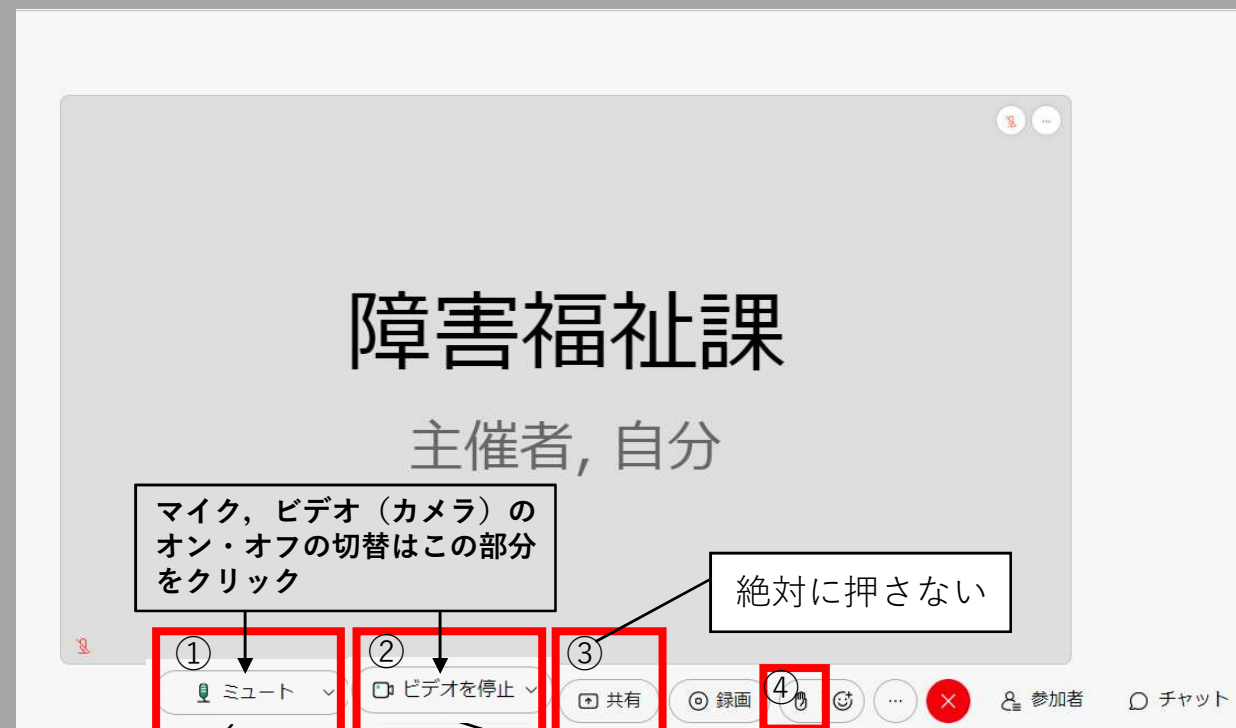 障害福祉課
主催者, 自分
マイク，ビデオ（カメラ）の
オン・オフの切替はこの部分
をクリック
絶対に押さない
① ② ③ ④
ミュート ビデオを停止 共有 録画 参加者 チャット